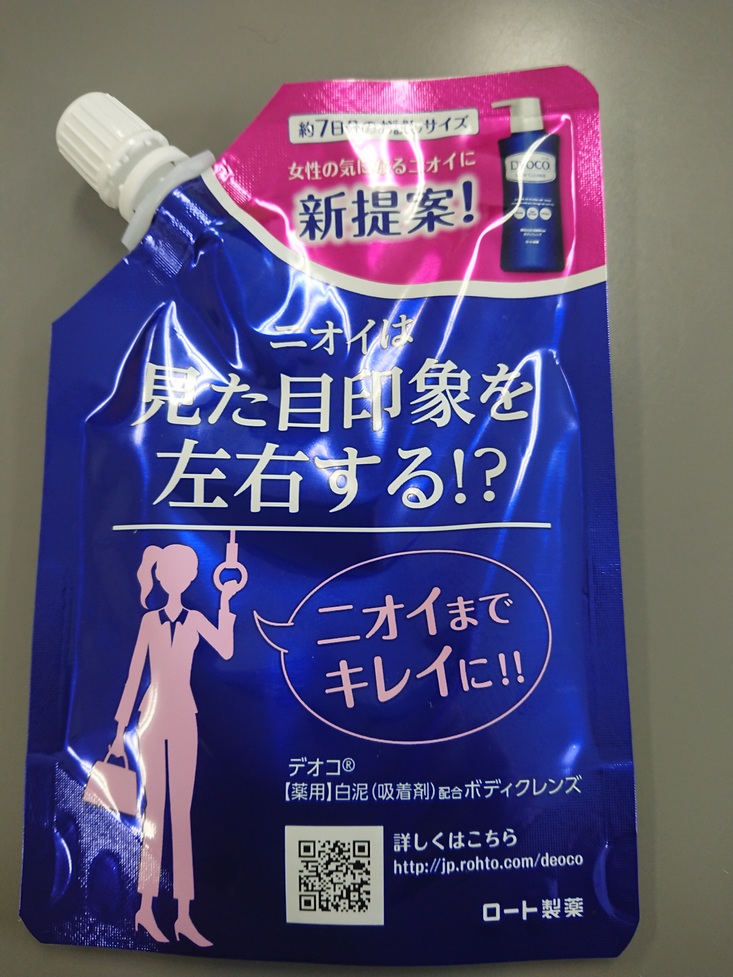 約7日分のお試しサイズ
女性の気になるニオイに
新提案!
DEOCO
ニオイは
見た目印象を
左右する!?
ニオイまで
キレイに!!
デオコ®
【薬用】白泥(吸着剤)配合ボディクレンズ
詳しくはこちら
http://jp.rohto.com/deoco
ロート製薬